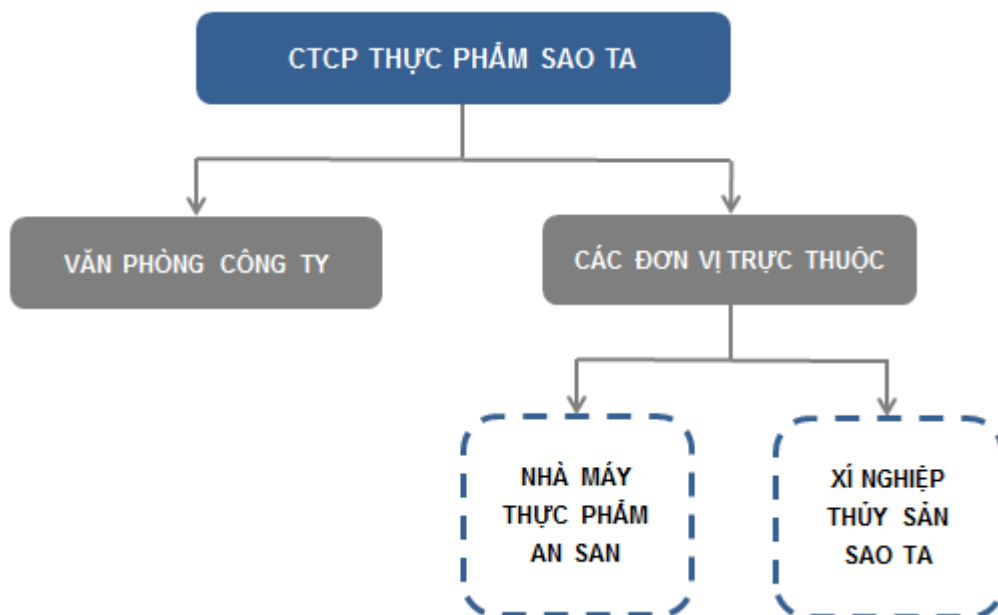 CTCP THỰC PHẨM SAO TA
VĂN PHÒNG CÔNG TY
CÁC ĐƠN VỊ TRỰC THUỘC
NHÀ MÁY
THỰC PHẨM
AN SAN
XÍ NGHIỆP
THỦY SẢN
SAO TA